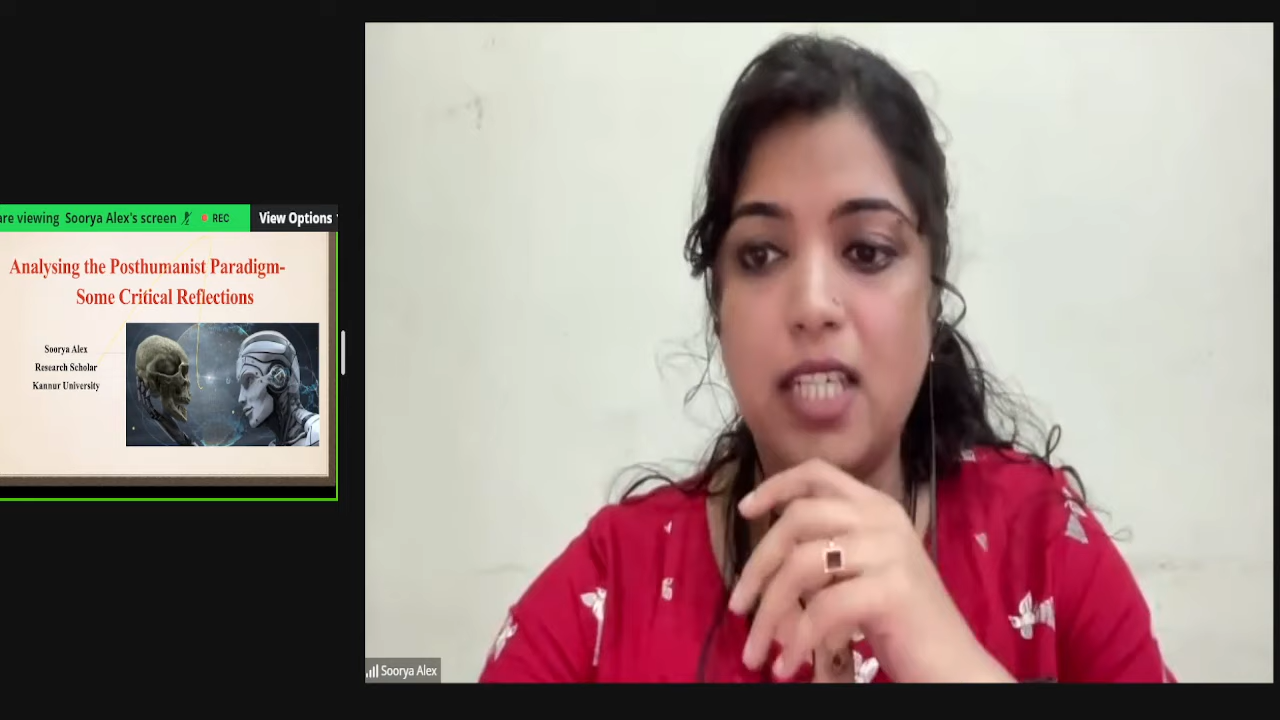 are viewing Soorya Alex's screen REC View Options
Analysing the Posthumanist Paradigm-
Some Critical Reflections
Soorya Alex
Research Scholar
Kannur University
Soorya Alex